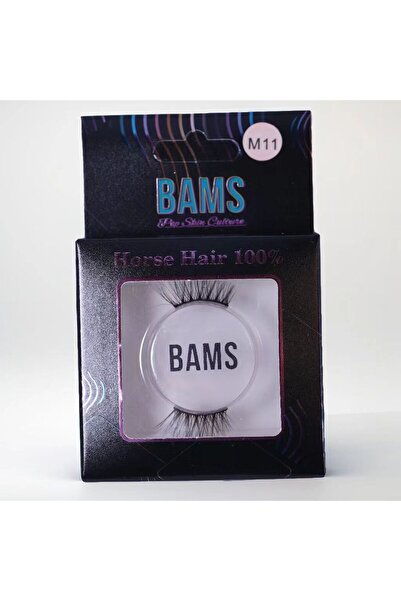 M11
BAMS
Pop Skin Culture
Horse Hair 100%
BAMS